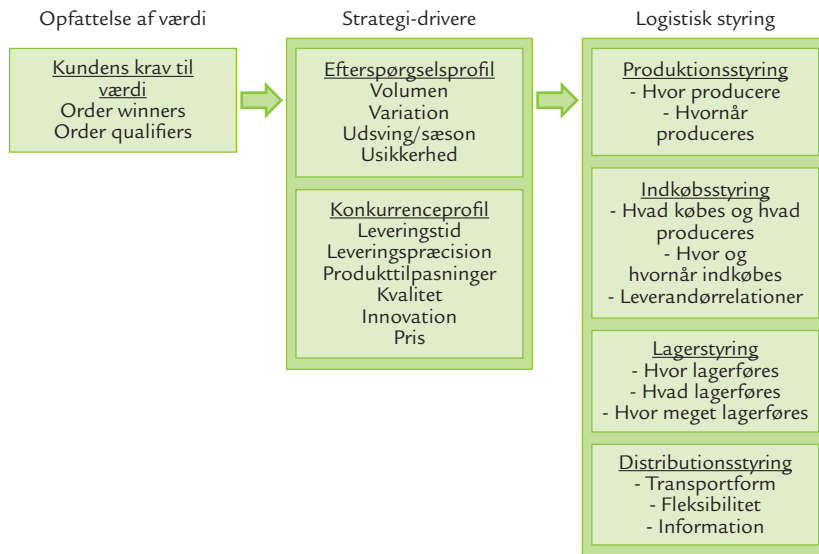 Opfattelse af værdi
Kundens krav til
værdi
Order winners
Order qualifiers
Strategi-drivere
Efterspørgselsprofil
Volumen
Variation
Udsving/sæson
Usikkerhed
Konkurrenceprofil
Leveringstid
Leveringspræcision
Produkttilpasninger
Kvalitet
Innovation
Pris
Logistisk styring
Produktionsstyring
- Hvor producere
- Hvornår
produceres
Indkøbsstyring
- Hvad købes og hvad
produceres
- Hvor og
hvornår indkøbes
- Leverandørrelationer
Lagerstyring
- Hvor lagerføres
- Hvad lagerføres
- Hvor meget lagerføres
Distributionsstyring
- Transportform
- Fleksibilitet
- Information